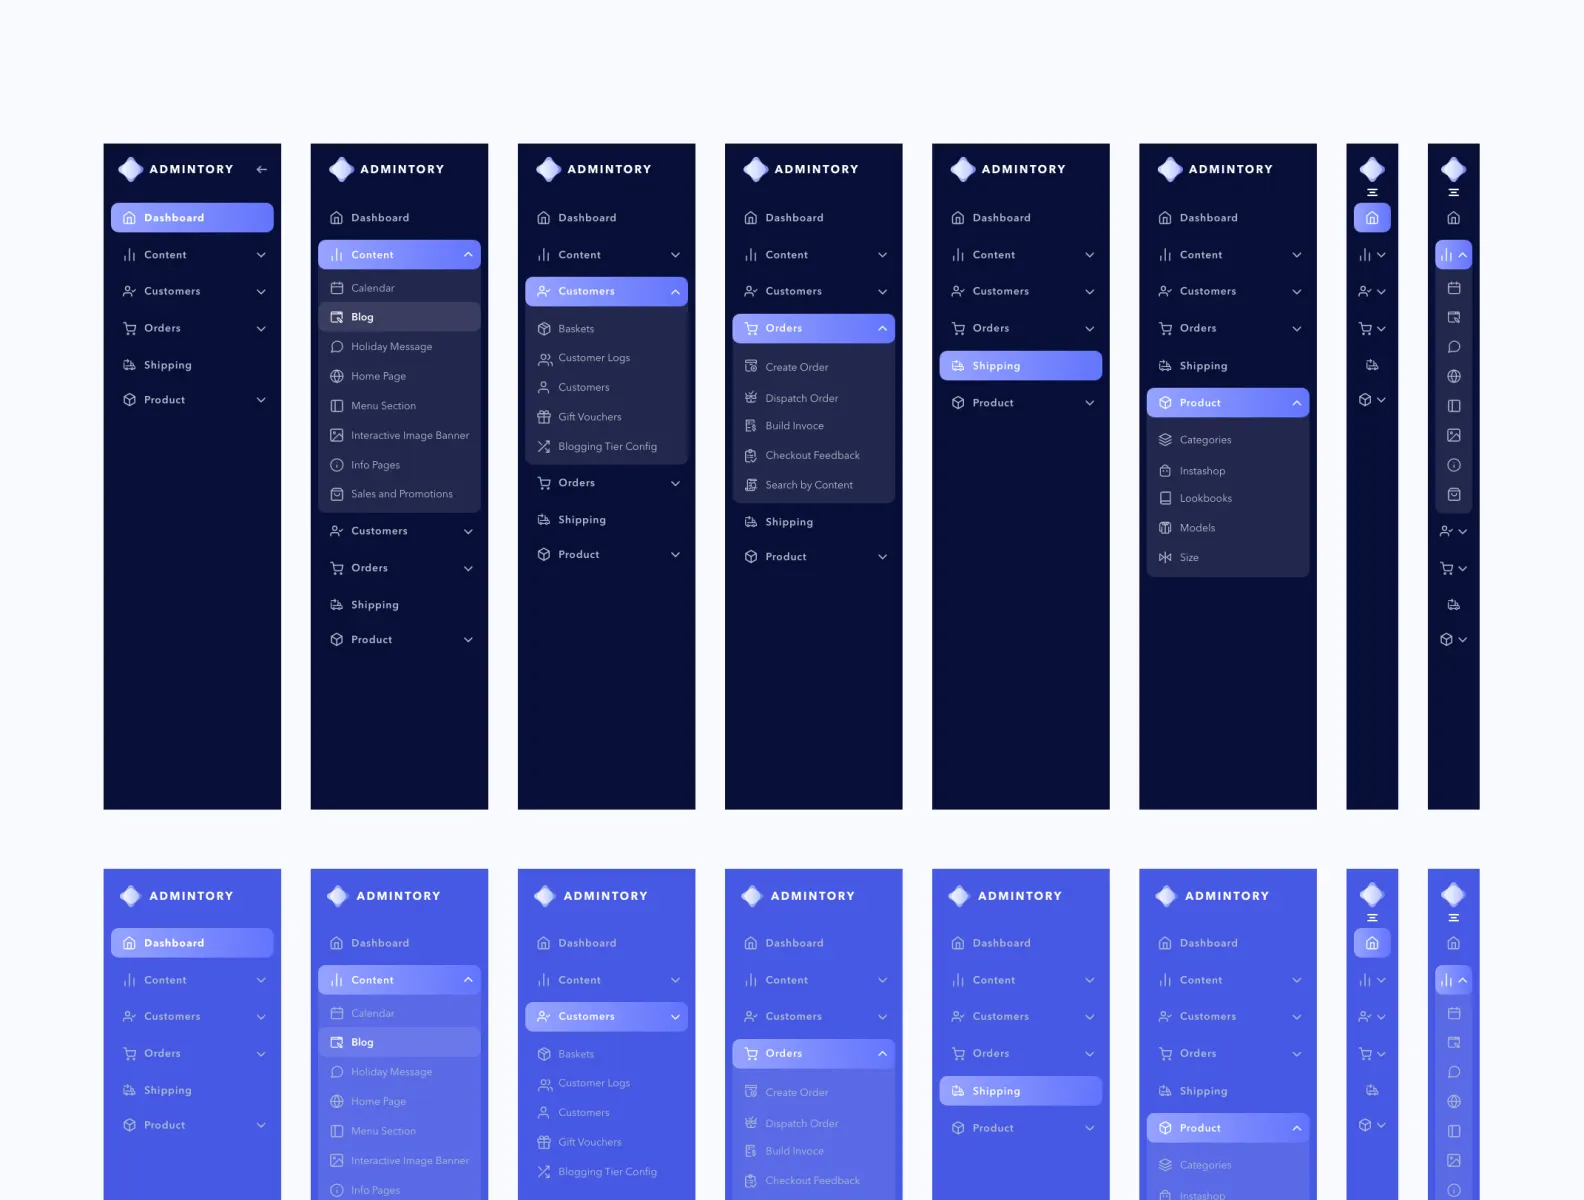 ADMINTORY
Dashboard
Content
Customers
Orders
Shipping
Product
ADMINTORY
Dashboard
Content
Calendar
Blog
Holiday Message
Home Page
Menu Section
Interactive Image Banner
Info Pages
Sales and Promotions
Customers
Orders
Shipping
Product
ADMINTORY
Dashboard
Content
Customers
Baskets
Customer Logs
Customers
Gift Vouchers
Blogging Tier Config
Orders
Shipping
Product
ADMINTORY
Dashboard
Content
Customers
Orders
Create Order
Dispatch Order
Build Invoce
Checkout Feedback
Search by Content
Shipping
Product
ADMINTORY
Dashboard
Content
Customers
Orders
Shipping
Product
ADMINTORY
Dashboard
Content
Customers
Orders
Shipping
Product
Categories
Instashop
Lookbooks
Models
Size
ADMINTORY
Dashboard
Content
Customers
Orders
Shipping
Product
ADMINTORY
Dashboard
Content
Calendar
Blog
Holiday Message
Home Page
Menu Section
Interactive Image Banner
Info Pages
ADMINTORY
Dashboard
Content
Customers
Baskets
Customer Logs
Customers
Gift Vouchers
Blogging Tier Config
ADMINTORY
Dashboard
Content
Customers
Orders
Create Order
Dispatch Order
Build Invoce
Checkout Feedback
ADMINTORY
Dashboard
Content
Customers
Orders
Shipping
Product
ADMINTORY
Dashboard
Content
Customers
Orders
Shipping
Product
Categories
Instashop